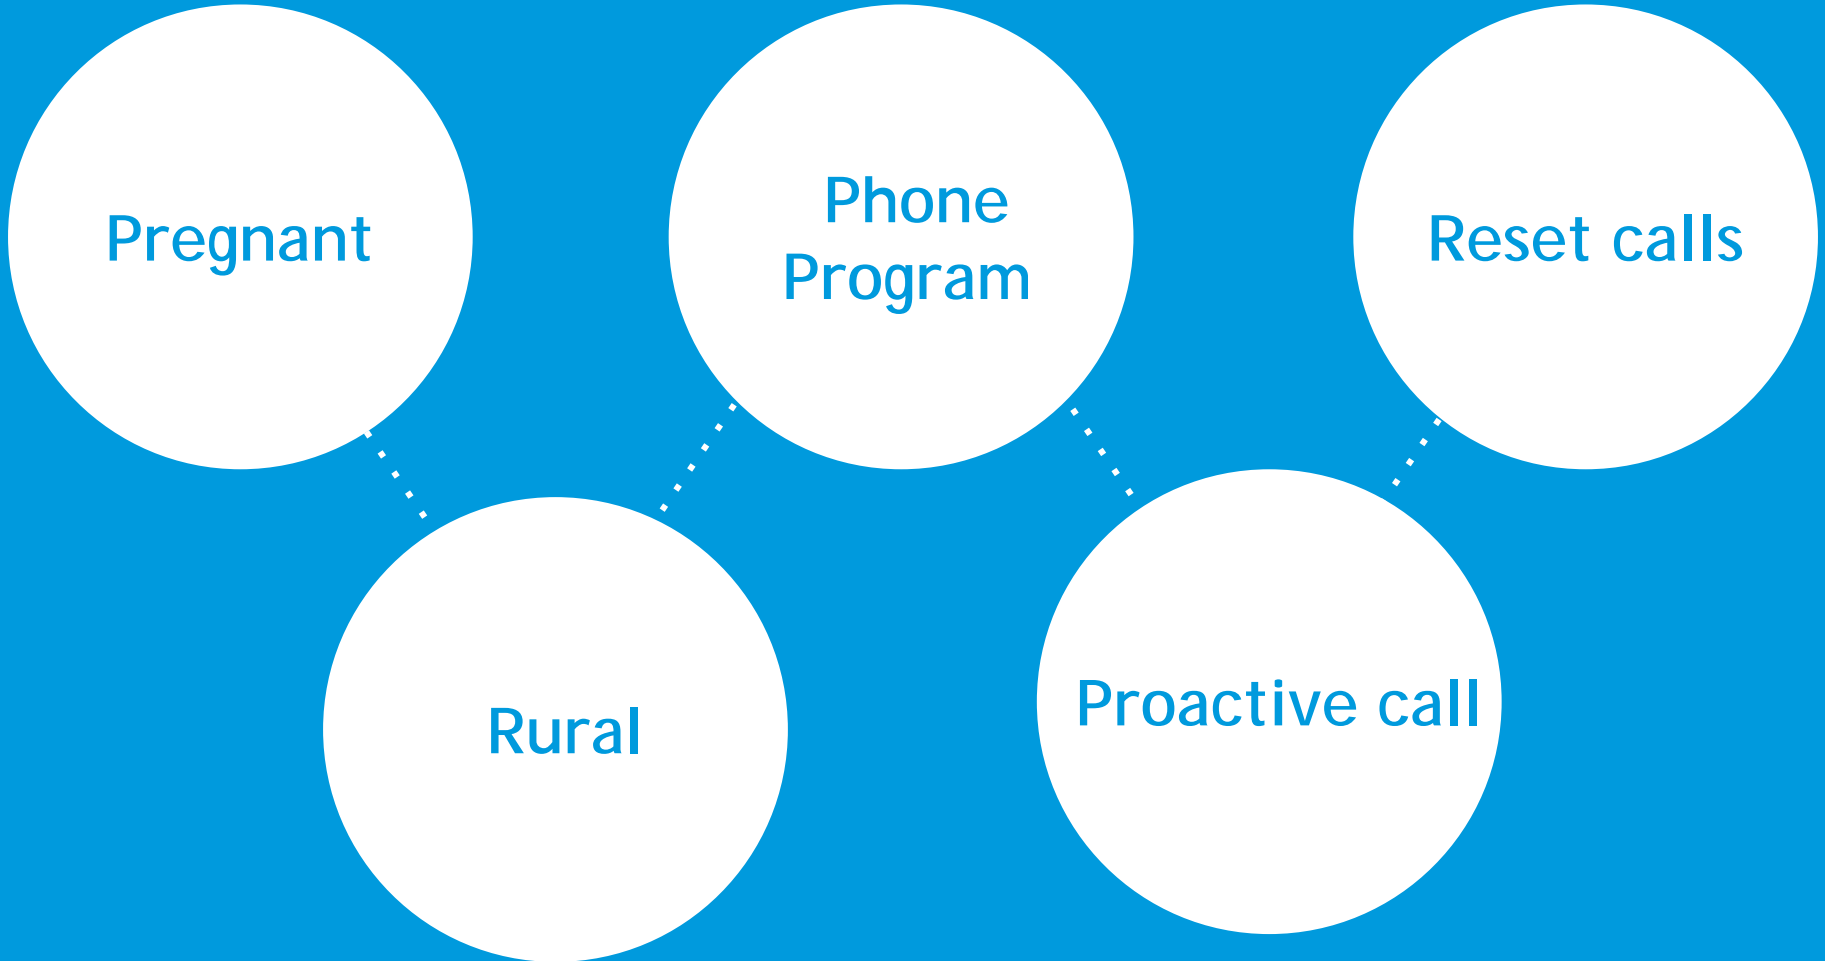 Pregnant
Rural
Phone
Program
Proactive call
Reset calls